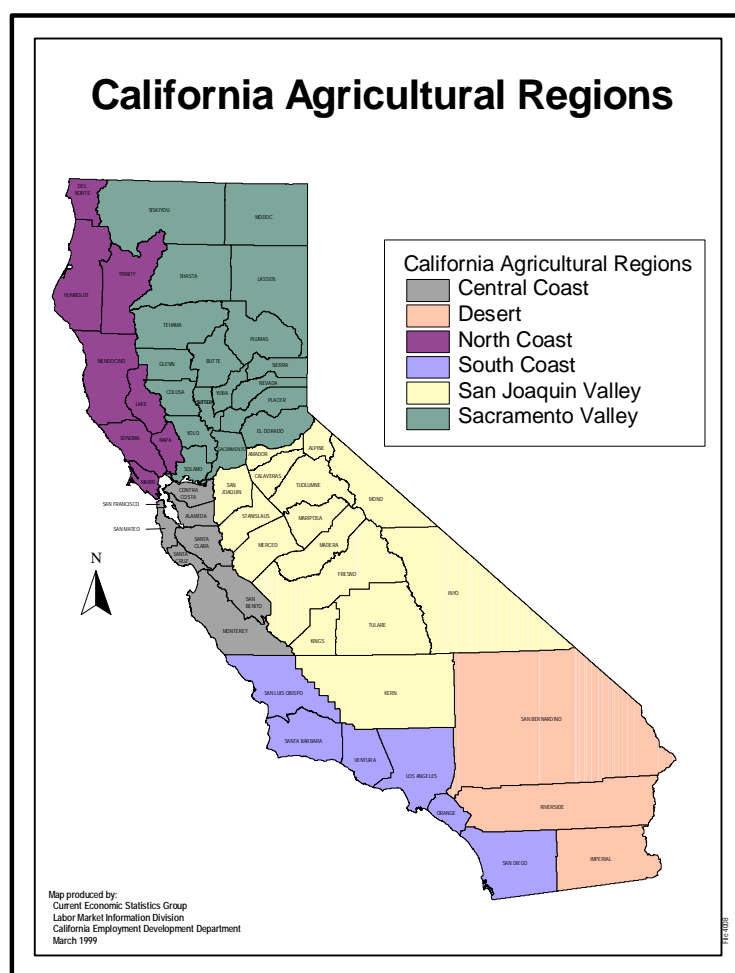 California Agricultural Regions
DEL
NORTE
SISKIYOU
MODOC
HUMBOLDT
TRINITY
SHASTA
LASSEN
TEHAMA
PLUMAS
MENDOCINO
GLENN
BUTTE
SIERRA
NEVADA
COLUSA
YUBA
SUTTER
PLACER
LAKE
YOLO
EL DORADO
SONOMA
NAPA
SACRAMENTO
SOLANO
MARIN
AMADOR
ALPINE
CALAVERAS
TUOLUMNE
MONO
CONTRA
COSTA
SAN
JOAQUIN
SAN FRANCISCO
ALAMEDA
STANISLAUS
MARIPOSA
SAN MATEO
SANTA
CLARA
MERCED
MADERA
SANTA
CRUZ
FRESNO
INYO
SAN
BENITO
MONTEREY
KINGS
TULARE
SAN LUIS OBISPO
KERN
SAN BERNARDINO
SANTA BARBARA
VENTURA
LOS ANGELES
ORANGE
RIVERSIDE
SAN DIEGO
IMPERIAL
California Agricultural Regions
Central Coast
Desert
North Coast
South Coast
San Joaquin Valley
Sacramento Valley
N
Map produced by:
Current Economic Statistics Group
Labor Market Information Division
California Employment Development Department
March 1999